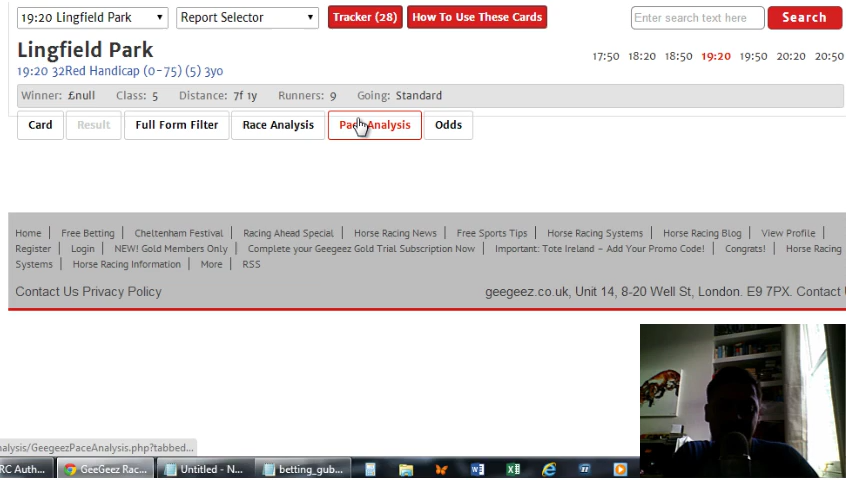 19:20 Lingfield Park
Report Selector
Tracker (28)
How To Use These Cards
Enter search text here
Search
Lingfield Park
17:50 18:20 18:50 19:20 19:50 20:20 20:50
19:20 32Red Handicap (0-75) (5) 3yo
Winner: £null Class: 5 Distance: 7f 1y Runners: 9 Going: Standard
Card
Result
Full Form Filter
Race Analysis
Pace Analysis
Odds
Home | Free Betting | Cheltenham Festival | Racing Ahead Special | Horse Racing News | Free Sports Tips | Horse Racing Systems | Horse Racing Blog | View Profile |
Register | Login | NEW! Gold Members Only | Complete your Geegeez Gold Trial Subscription Now | Important: Tote Ireland – Add Your Promo Code! | Congrats! | Horse Racing
Systems | Horse Racing Information | More | RSS
Contact Us Privacy Policy
geegeez.co.uk, Unit 14, 8-20 Well St, London. E9 7PX. Contact
nalysis/GeegeezPaceAnalysis.php?tabbed...
RC Auth...
GeeGeez Rac...
Untitled - N...
betting_gub...